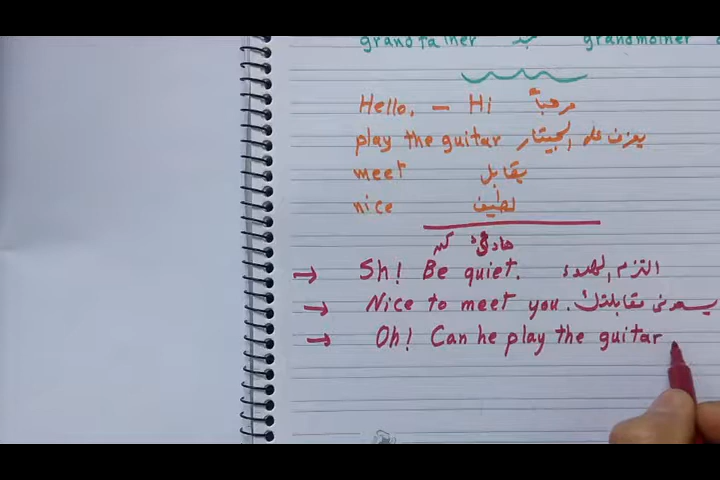 grandfather جد grandmother
Hello, - Hi مرحباً
play the guitar يعزف على الجيتار
meet يقابل
nice لطيف
كن هادئ
→ Sh! Be quiet. التزم الهدوء
→ Nice to meet you. يسعدنى مقابلتك
→ Oh! Can he play the guitar